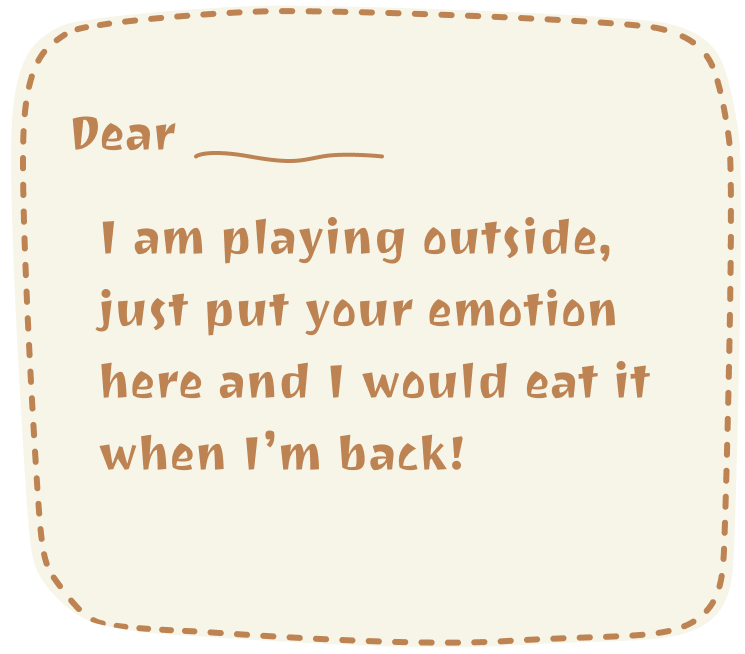 Dear
I am playing outside,
just put your emotion
here and I would eat it
when I’m back!